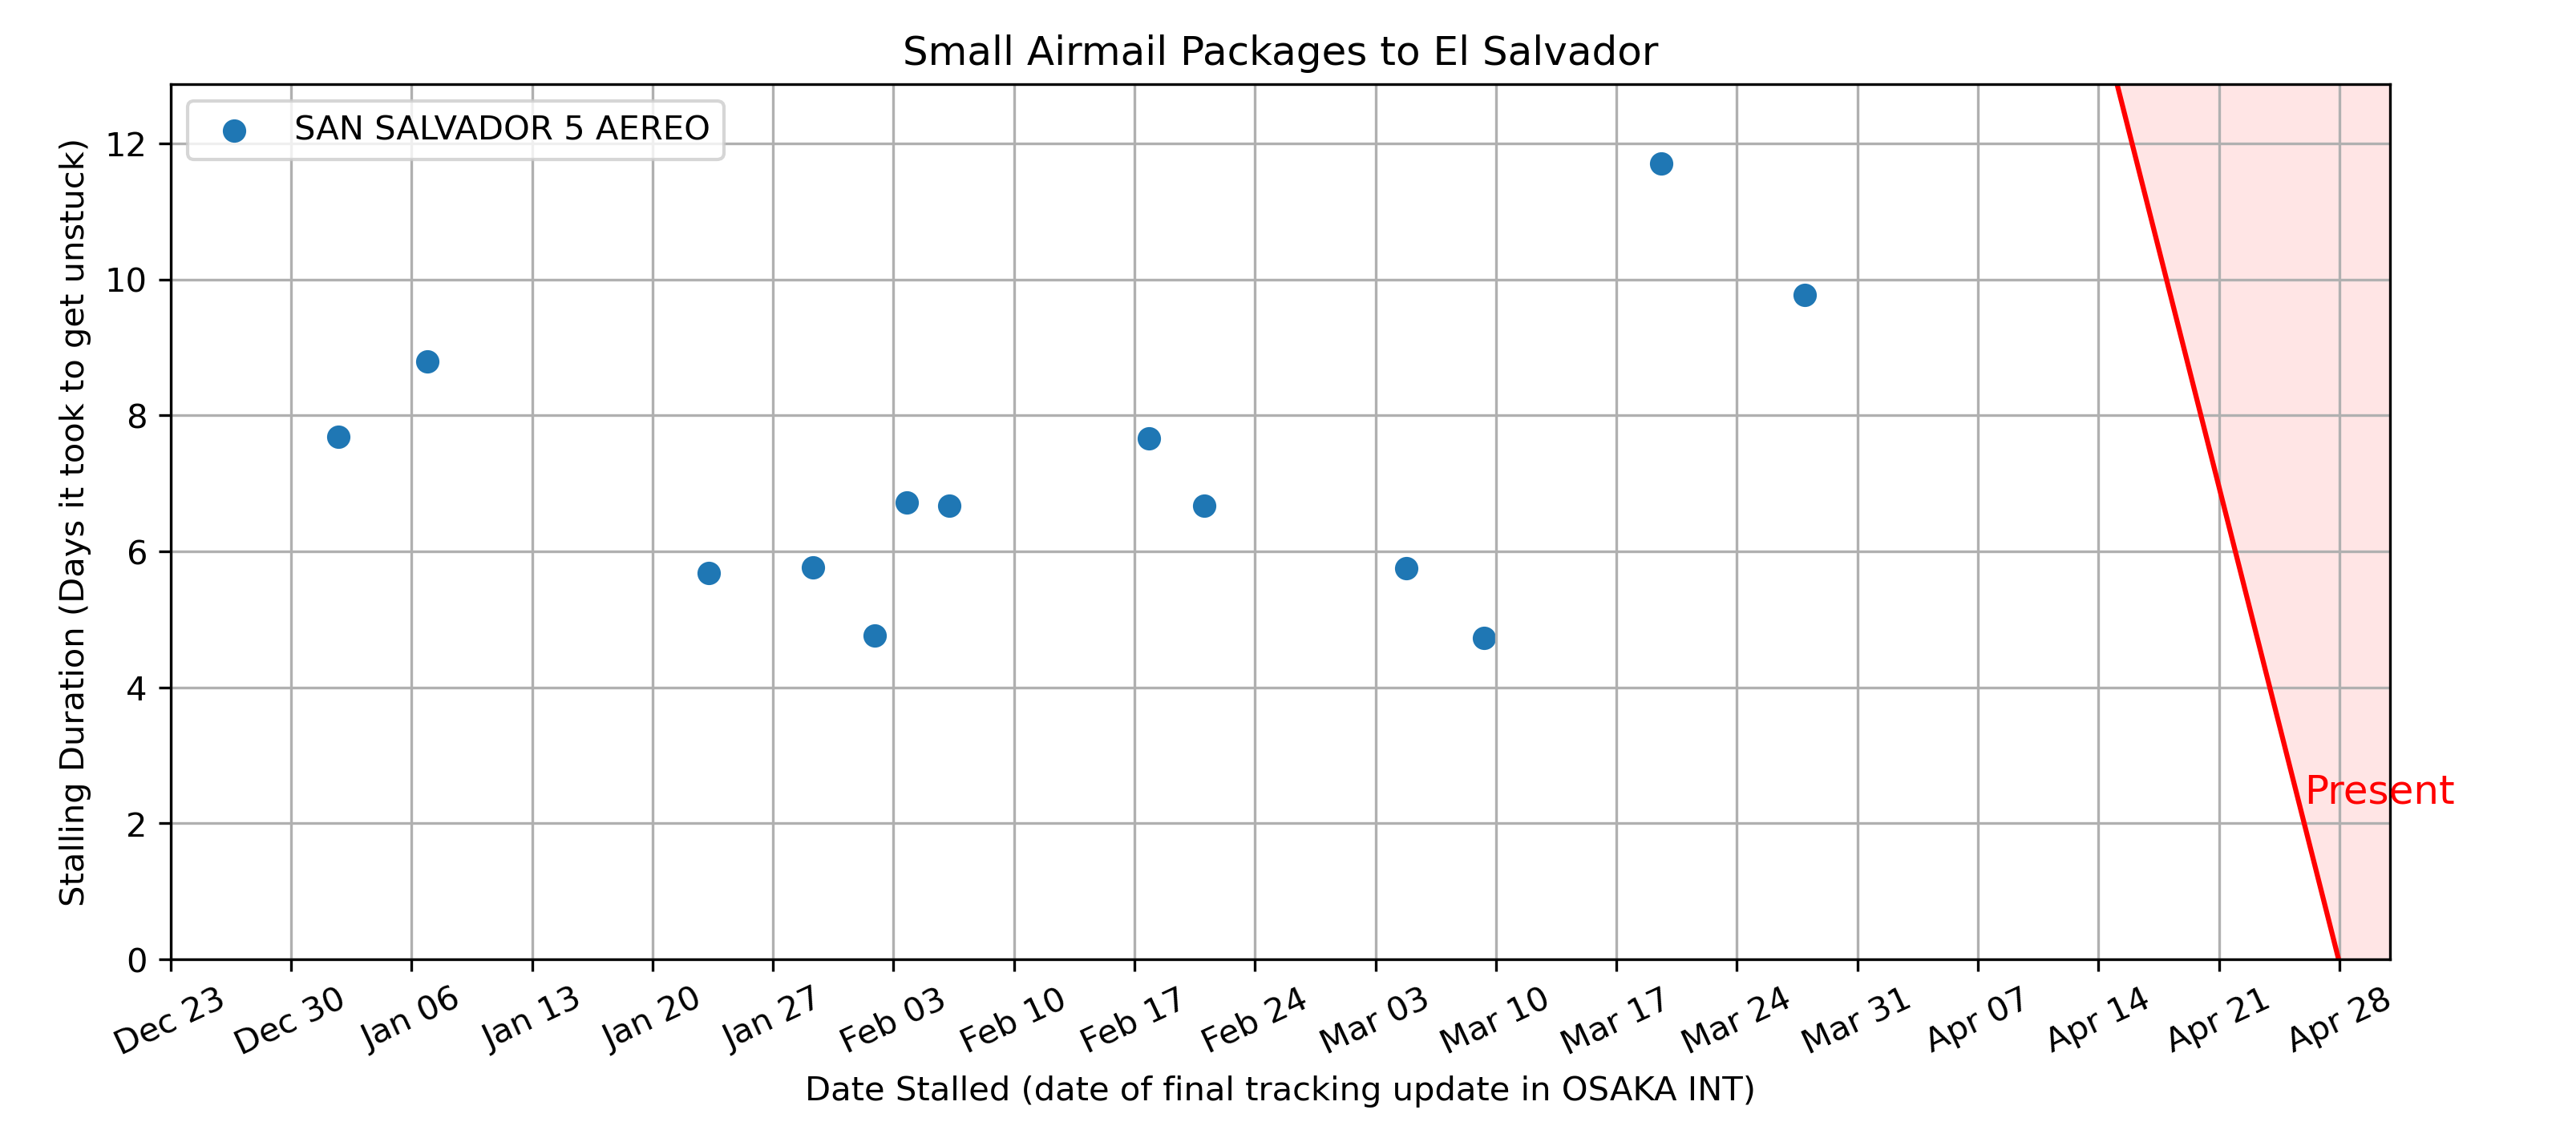 Small Airmail Packages to El Salvador
SAN SALVADOR 5 AEREO
Stalling Duration (Days it took to get unstuck)
12
10
8
6
4
2
0
Present
Dec 23
Dec 30
Jan 06
Jan 13
Jan 20
Jan 27
Feb 03
Feb 10
Feb 17
Feb 24
Mar 03
Mar 10
Mar 17
Mar 24
Mar 31
Apr 07
Apr 14
Apr 21
Apr 28
Date Stalled (date of final tracking update in OSAKA INT)